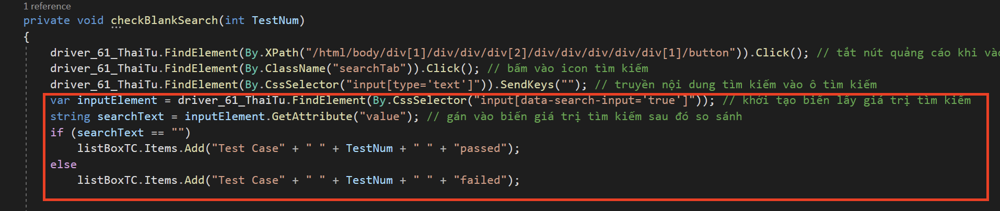 1 reference
private void checkBlankSearch(int TestNum)
{
driver_61_ThaiTu.FindElement(By.XPath("/html/body/div[1]/div/div/div[2]/div/div/div/div/div[1]/button")).Click(); // tắt nút quảng cáo khi
driver_61_ThaiTu.FindElement(By.ClassName("searchTab")).Click(); // bấm vào icon tìm kiếm
driver_61_ThaiTu.FindElement(By.CssSelector("input[type='text']")).SendKeys(""); // truyền nội dung tìm kiếm vào ô tìm kiếm
var inputElement = driver_61_ThaiTu.FindElement(By.CssSelector("input[data-search-input='true']")); // khởi tạo biến lấy giá trị tìm kiếm
string searchText = inputElement.GetAttribute("value"); // gán vào biến giá trị tìm kiếm sau đó so sánh
if (searchText == "")
listBoxTC.Items.Add("Test Case" + " " + TestNum + " " + "passed");
else
listBoxTC.Items.Add("Test Case" + " " + TestNum + " " + "failed");